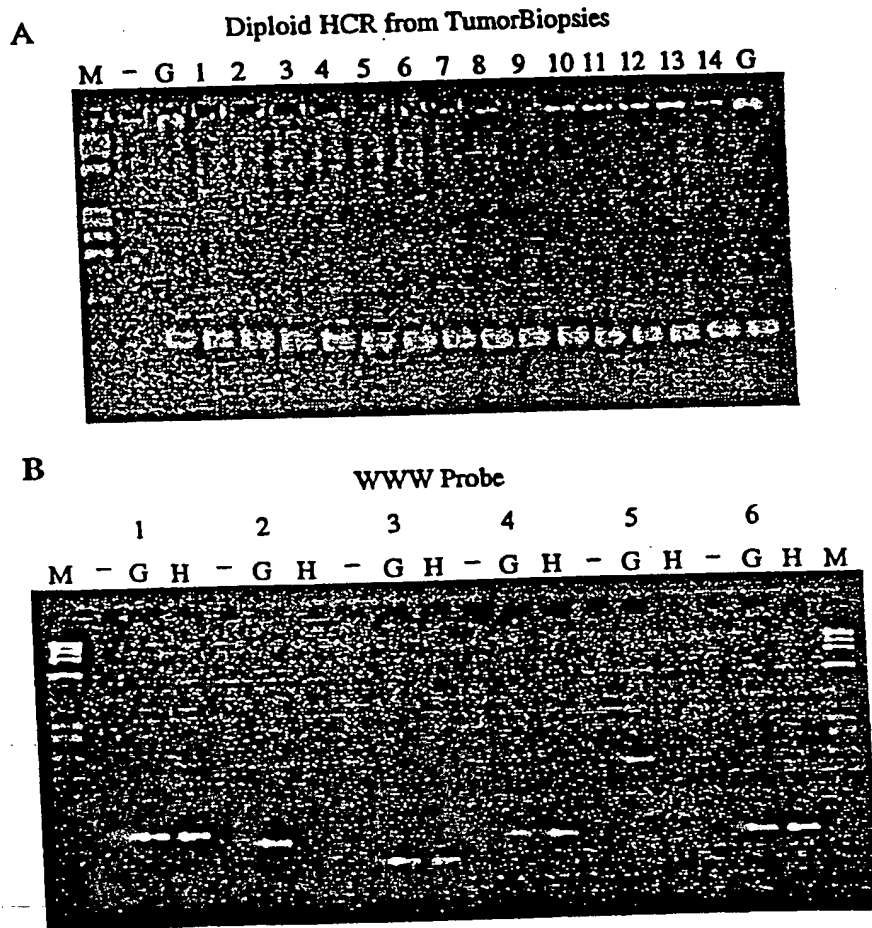 A
Diploid HCR from TumorBiopsies
M – G 1 2 3 4 5 6 7 8 9 10 11 12 13 14 G
B
WWW Probe
1 2 3 4 5 6
M – G H – G H – G H – G H – G H – G H M